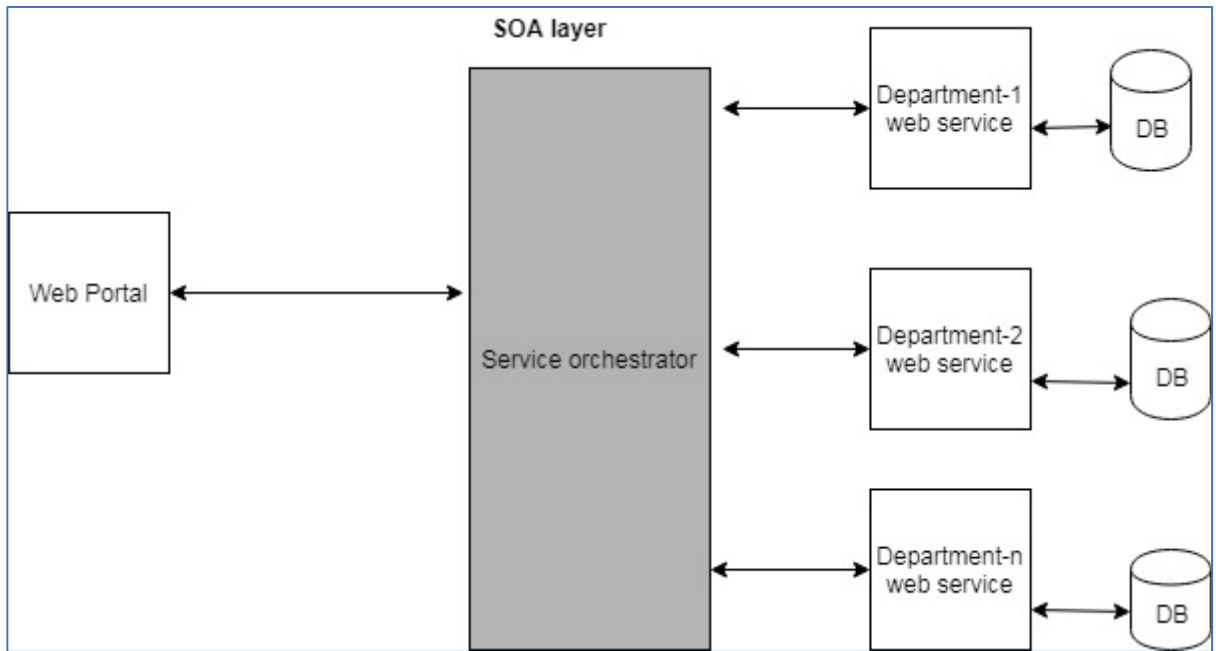 SOA layer
Department-1
web service
DB
Web Portal
Service orchestrator
Department-2
web service
DB
Department-n
web service
DB